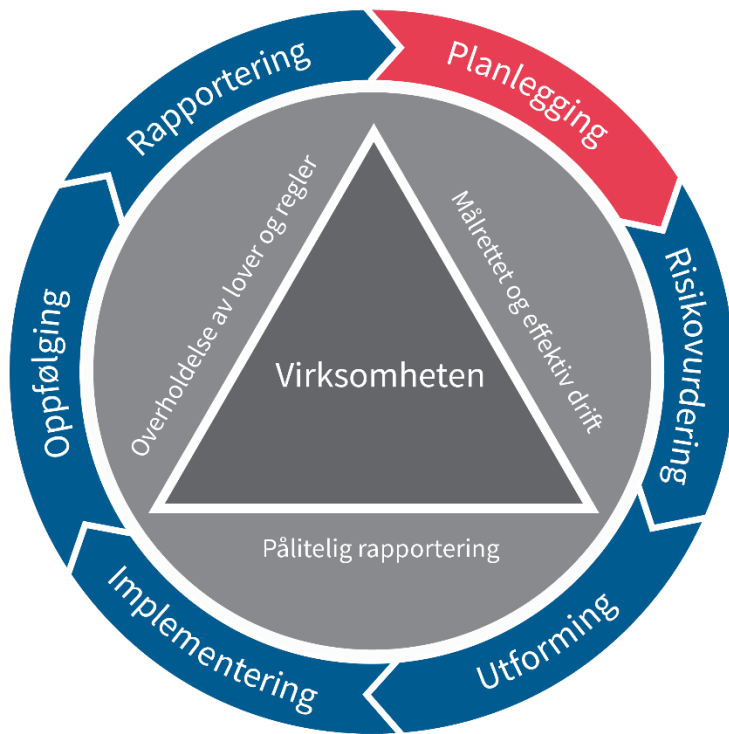 Planlegging
Risikovurdering
Utforming
Implementering
Oppfølging
Rapportering
Overholdelse av lover og regler
Målrettet og effektiv drift
Virksomheten
Pålitelig rapportering